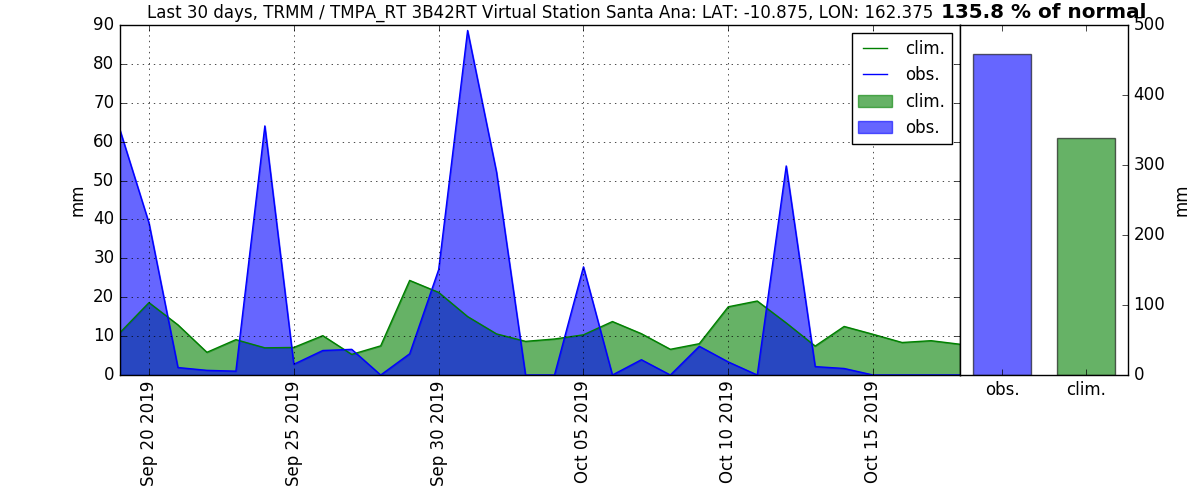 Last 30 days, TRMM / TMPA_RT 3B42RT Virtual Station Santa Ana: LAT: -10.875, LON: 162.375 135.8 % of normal
90
80
70
60
50
40
30
20
10
0
mm
clim.
obs.
clim.
obs.
Sep 20 2019
Sep 25 2019
Sep 30 2019
Oct 05 2019
Oct 10 2019
Oct 15 2019
500
400
300
200
100
0
mm
obs. clim.